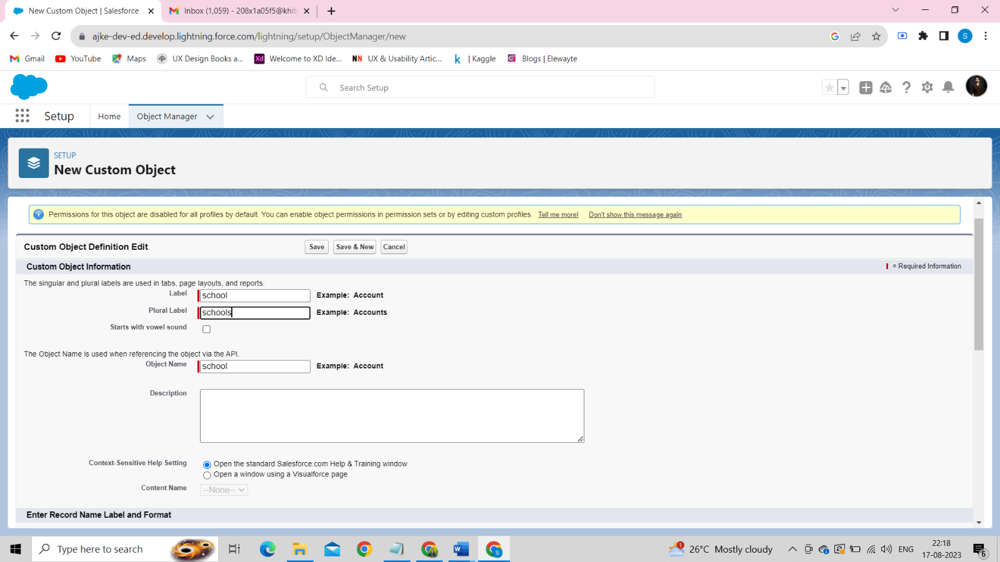 New Custom Object | Salesforce
Inbox (1,059) - 208x1a05f5@khit
ajke-dev-ed.develop.lightning.force.com/lightning/setup/ObjectManager/new
S
Gmail YouTube Maps UX Design Books a... Xd Welcome to XD Ide... NN UX & Usability Artic... k | Kaggle Blogs | Elewayte
Search Setup
Setup Home Object Manager
SETUP
New Custom Object
Permissions for this object are disabled for all profiles by default. You can enable object permissions in permission sets or by editing custom profiles. Tell me more! Don't show this message again
Custom Object Definition Edit Save Save & New Cancel
Custom Object Information = Required Information
The singular and plural labels are used in tabs, page layouts, and reports.
Label school Example: Account
Plural Label schools Example: Accounts
Starts with vowel sound
The Object Name is used when referencing the object via the API.
Object Name school Example: Account
Description
Context-Sensitive Help Setting Open the standard Salesforce.com Help & Training window
Open a window using a Visualforce page
Content Name --None--
Enter Record Name Label and Format
Type here to search
1 26°C Mostly cloudy ENG 22:18
17-08-2023 6